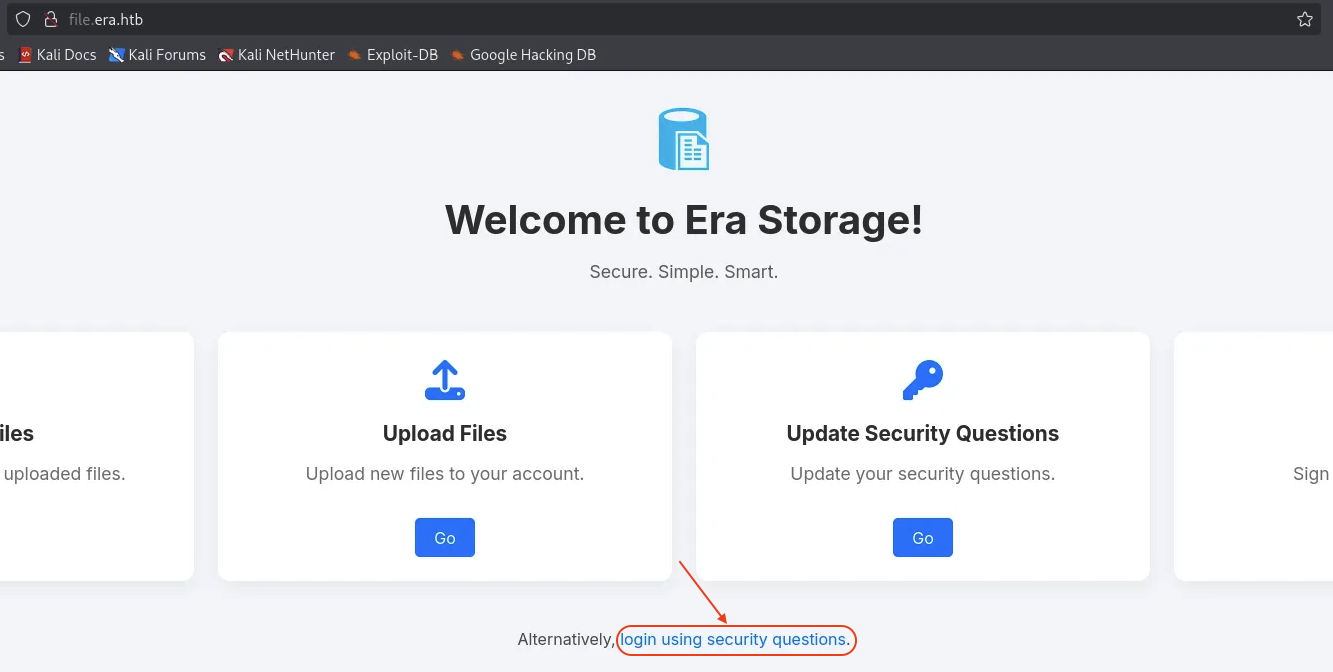 file.era.htb
s Kali Docs Kali Forums Kali NetHunter Exploit-DB Google Hacking DB
Welcome to Era Storage!
Secure. Simple. Smart.
iles Upload Files Update Security Questions
uploaded files. Upload new files to your account. Update your security questions. Sign
Go Go
Alternatively, login using security questions.